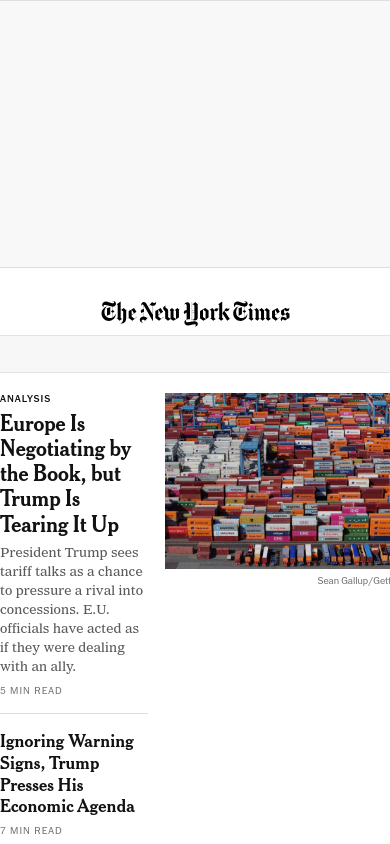 The New York Times
ANALYSIS
Europe Is
Negotiating by
the Book, but
Trump Is
Tearing It Up
President Trump sees
tariff talks as a chance
to pressure a rival into
concessions. E.U.
officials have acted as
if they were dealing
with an ally.
5 MIN READ
Sean Gallup/Gett
Ignoring Warning
Signs, Trump
Presses His
Economic Agenda
7 MIN READ